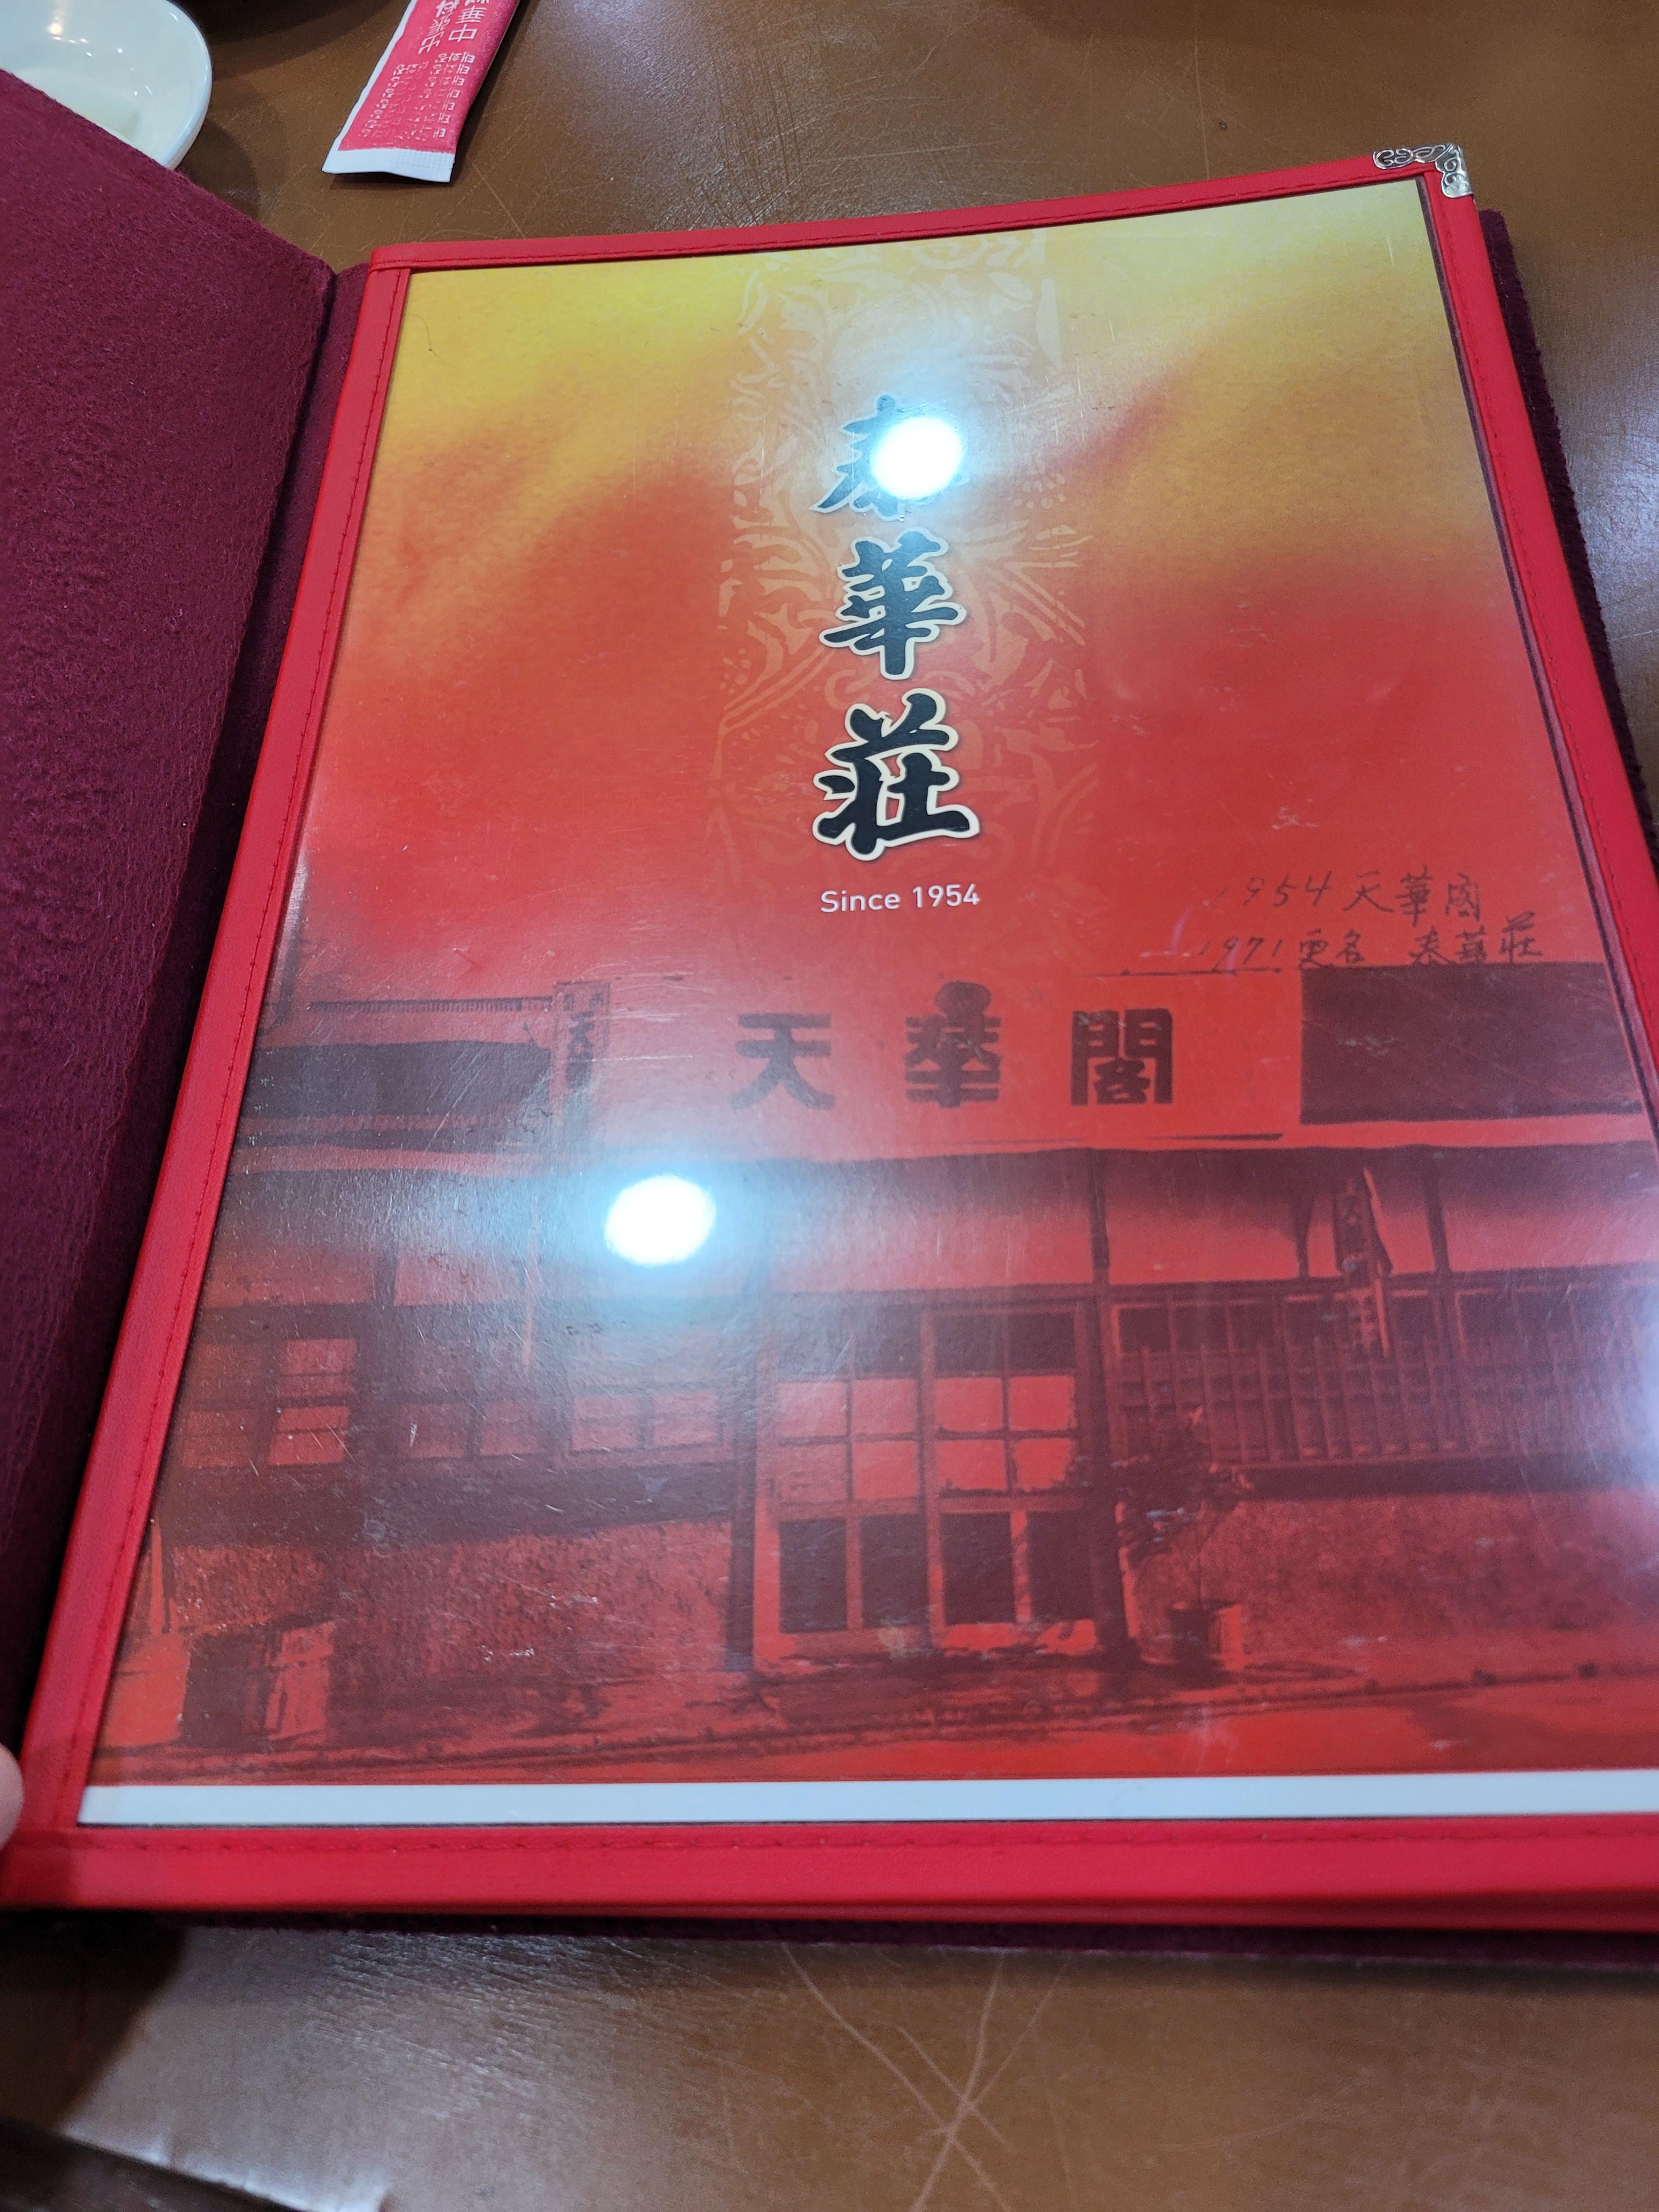 泰
華
莊
Since 1954
1954 天華閣
1971 更名 泰華莊
天華閣